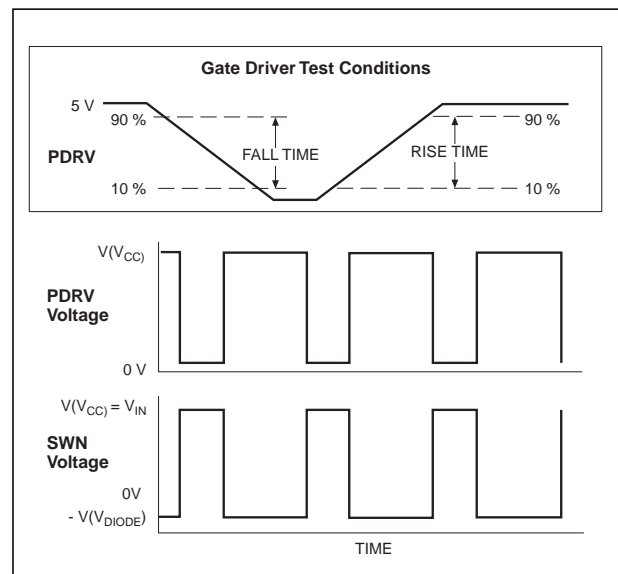 Gate Driver Test Conditions
5 V
90 %
90 %
PDRV
FALL TIME
RISE TIME
10 %
10 %
V(VCC)
PDRV
Voltage
0 V
V(VCC) = VIN
SWN
Voltage
0V
- V(VDIODE)
TIME